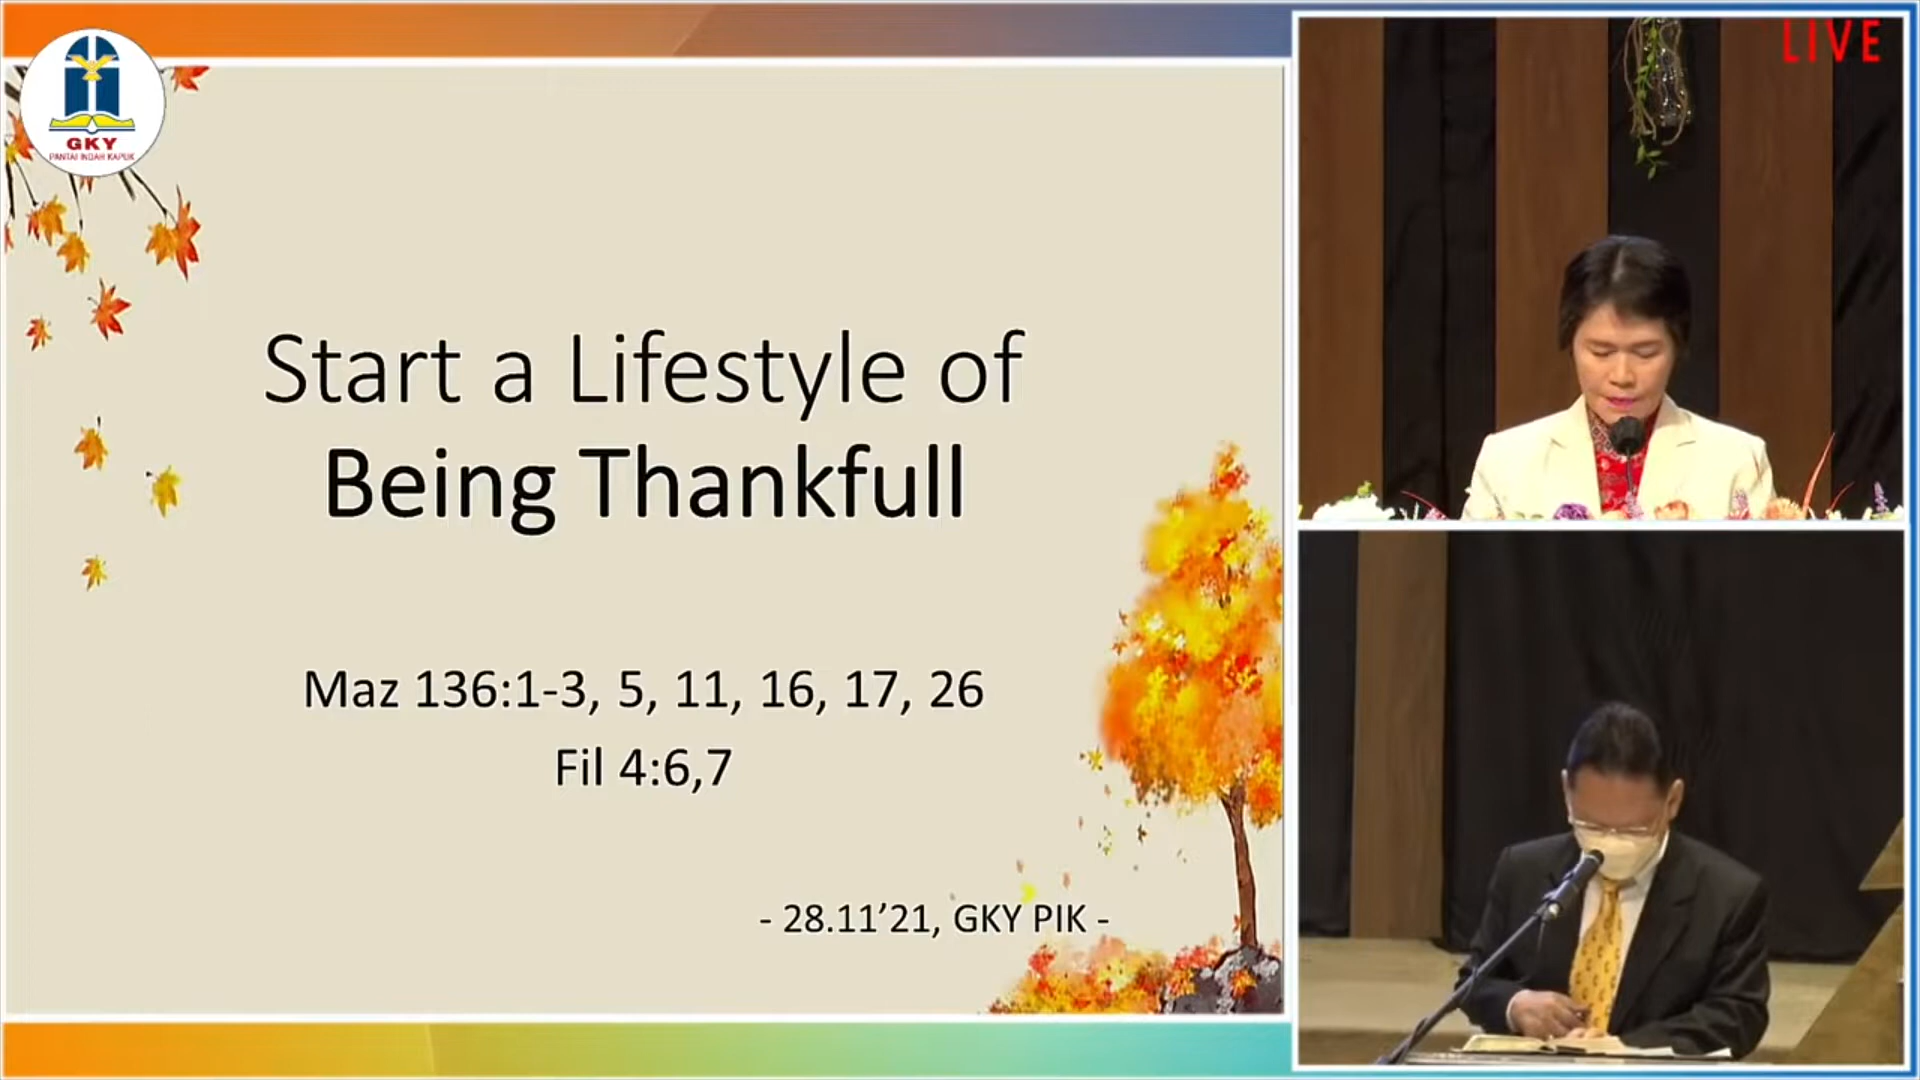 GKY
PANTAI INDAH KAPUK
Start a Lifestyle of
Being Thankfull
Maz 136:1-3, 5, 11, 16, 17, 26
Fil 4:6,7
- 28.11’21, GKY PIK -
LIVE